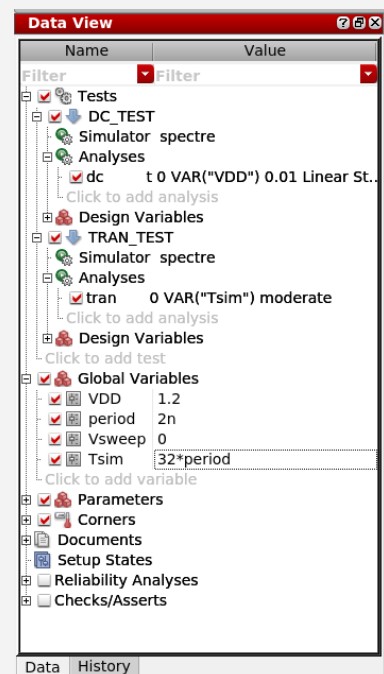 Data View
Name Value
Filter Filter
Tests
DC_TEST
Simulator spectre
Analyses
dc t 0 VAR("VDD") 0.01 Linear St..
Click to add analysis
Design Variables
TRAN_TEST
Simulator spectre
Analyses
tran 0 VAR("Tsim") moderate
Click to add analysis
Design Variables
Click to add test
Global Variables
VDD 1.2
period 2n
Vsweep 0
Tsim 32*period
Click to add variable
Parameters
Corners
Documents
Setup States
Reliability Analyses
Checks/Asserts
Data History